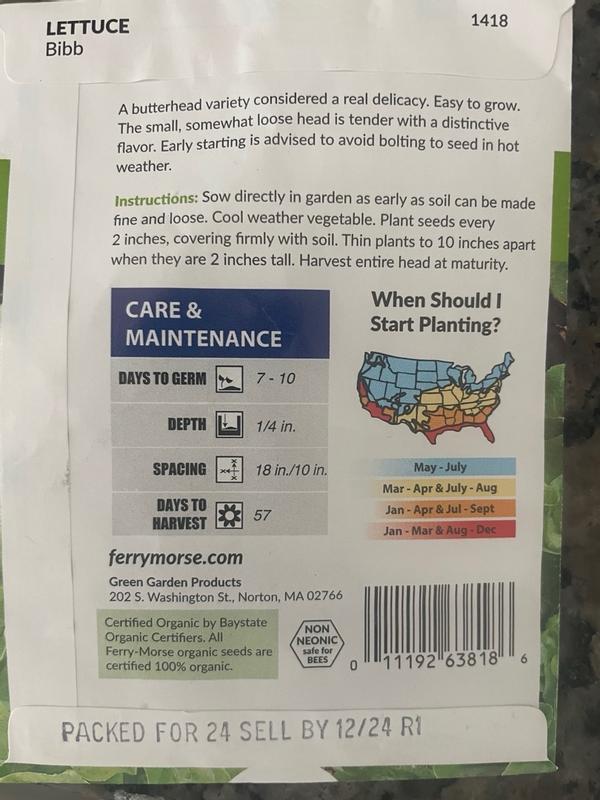 LETTUCE
Bibb
1418
A butterhead variety considered a real delicacy. Easy to grow.
The small, somewhat loose head is tender with a distinctive
flavor. Early starting is advised to avoid bolting to seed in hot
weather.
Instructions: Sow directly in garden as early as soil can be made
fine and loose. Cool weather vegetable. Plant seeds every
2 inches, covering firmly with soil. Thin plants to 10 inches apart
when they are 2 inches tall. Harvest entire head at maturity.
CARE &
MAINTENANCE
DAYS TO GERM 7 - 10
DEPTH 1/4 in.
SPACING 18 in./10 in.
DAYS TO
HARVEST 57
When Should I
Start Planting?
May - July
Mar - Apr & July - Aug
Jan - Apr & Jul - Sept
Jan - Mar & Aug - Dec
ferrymorse.com
Green Garden Products
202 S. Washington St., Norton, MA 02766
Certified Organic by Baystate
Organic Certifiers. All
Ferry-Morse organic seeds are
certified 100% organic.
NON
NEONIC
safe for
BEES
0 11192 63818 6
PACKED FOR 24 SELL BY 12/24 R1